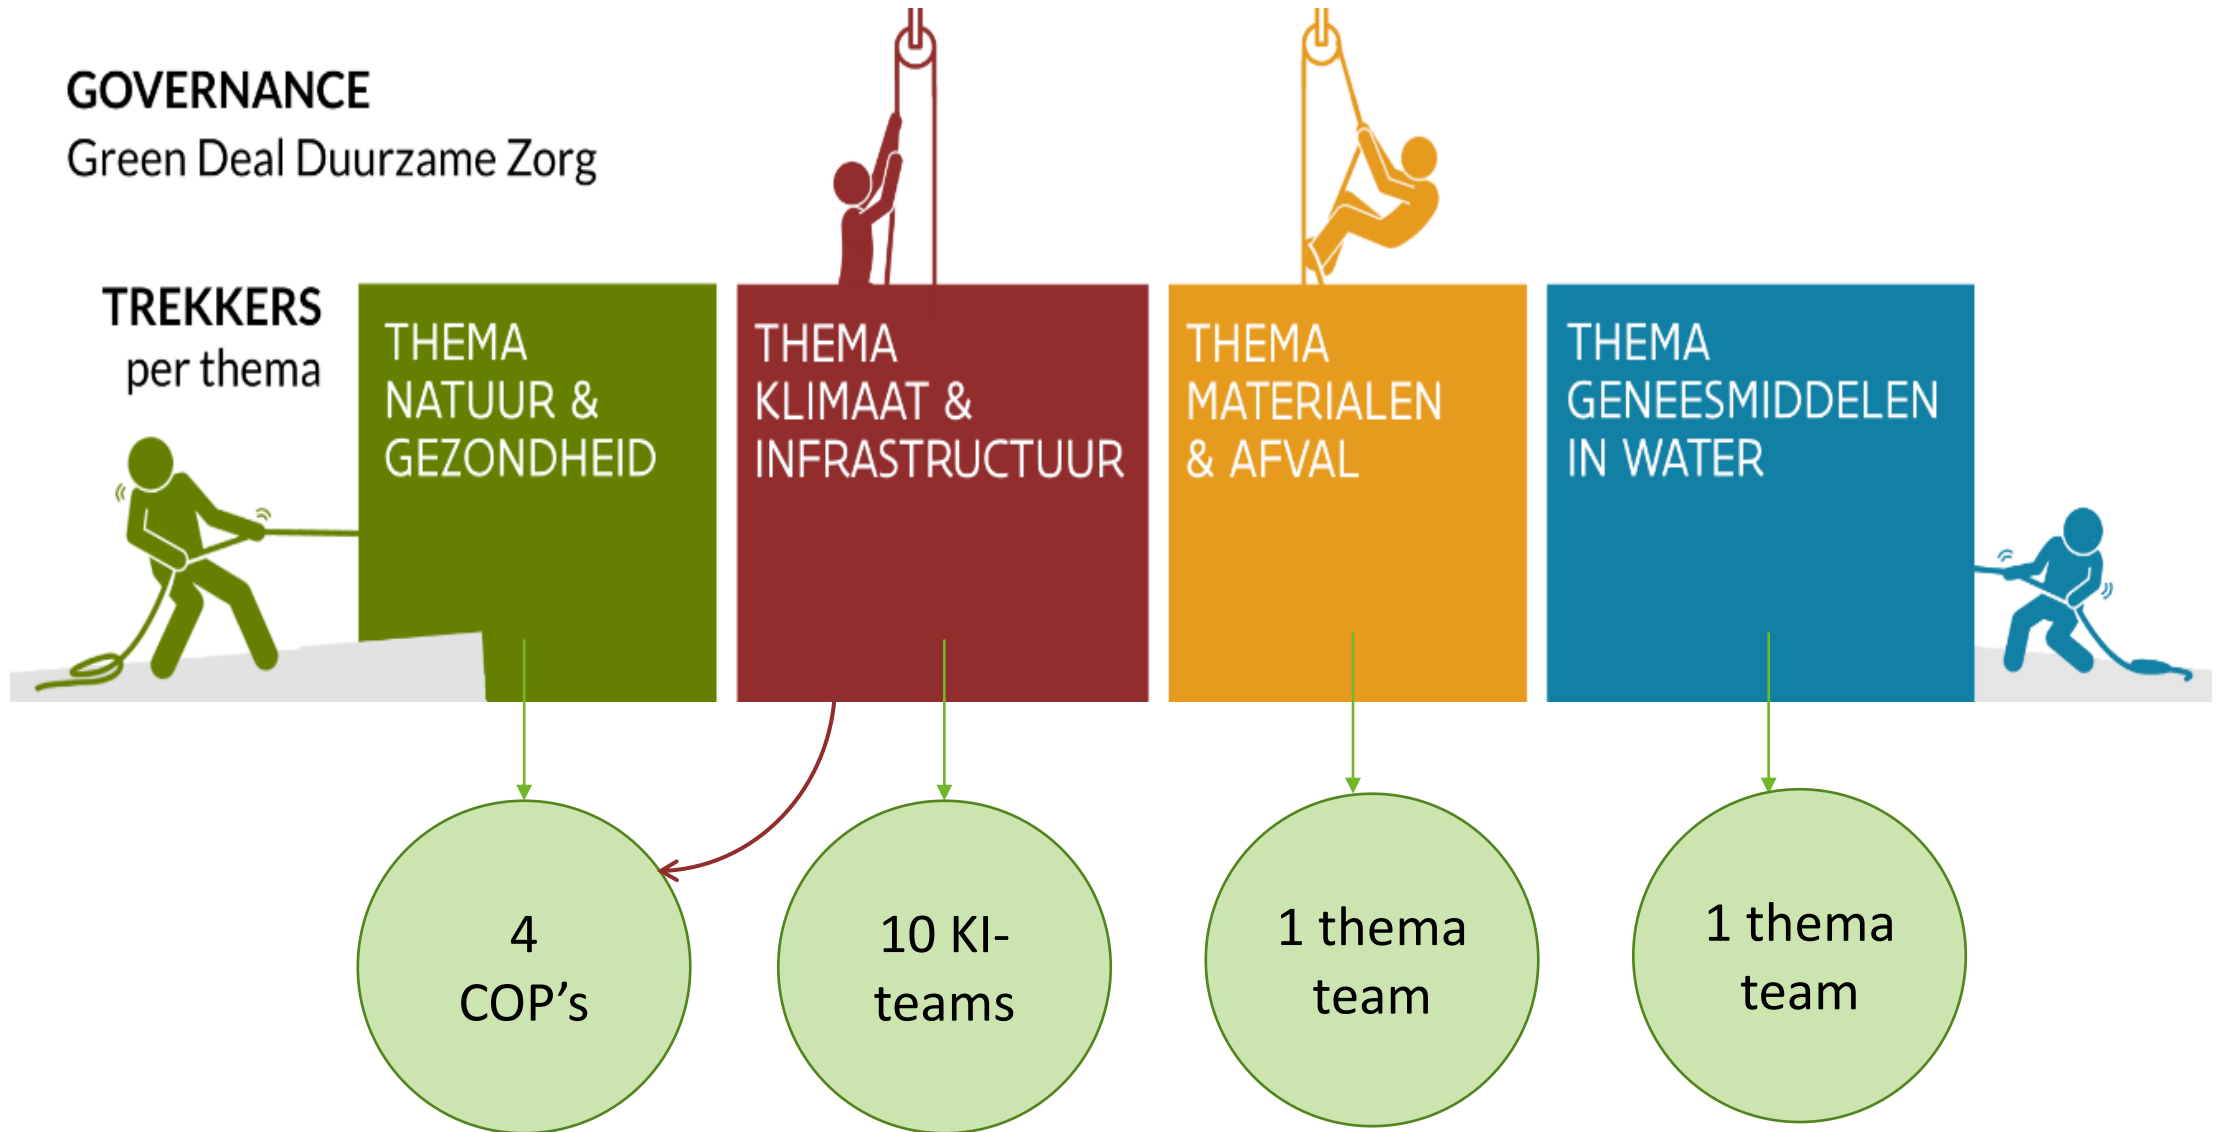 GOVERNANCE
Green Deal Duurzame Zorg
TREKKERS
per thema
THEMA
NATUUR &
GEZONDHEID
THEMA
KLIMAAT &
INFRASTRUCTUUR
THEMA
MATERIALEN
& AFVAL
THEMA
GENEESMIDDELEN
IN WATER
4
COP’s
10 KI-
teams
1 thema
team
1 thema
team